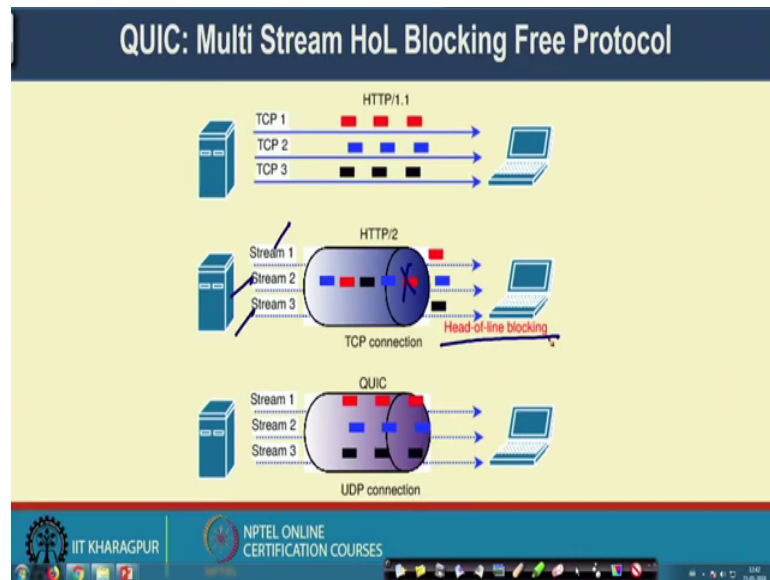 QUIC: Multi Stream HoL Blocking Free Protocol
HTTP/1.1
TCP 1
TCP 2
TCP 3
HTTP/2
Stream 1
Stream 2
Stream 3
Head-of-line blocking
TCP connection
QUIC
Stream 1
Stream 2
Stream 3
UDP connection
IIT KHARAGPUR
NPTEL ONLINE
CERTIFICATION COURSES